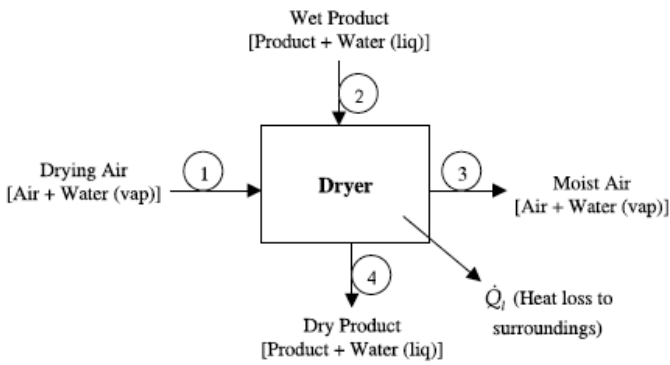 Wet Product
[Product + Water (liq)]
2
Drying Air
[Air + Water (vap)]
1
Dryer
3
Moist Air
[Air + Water (vap)]
4
Q̇ₗ (Heat loss to
surroundings)
Dry Product
[Product + Water (liq)]